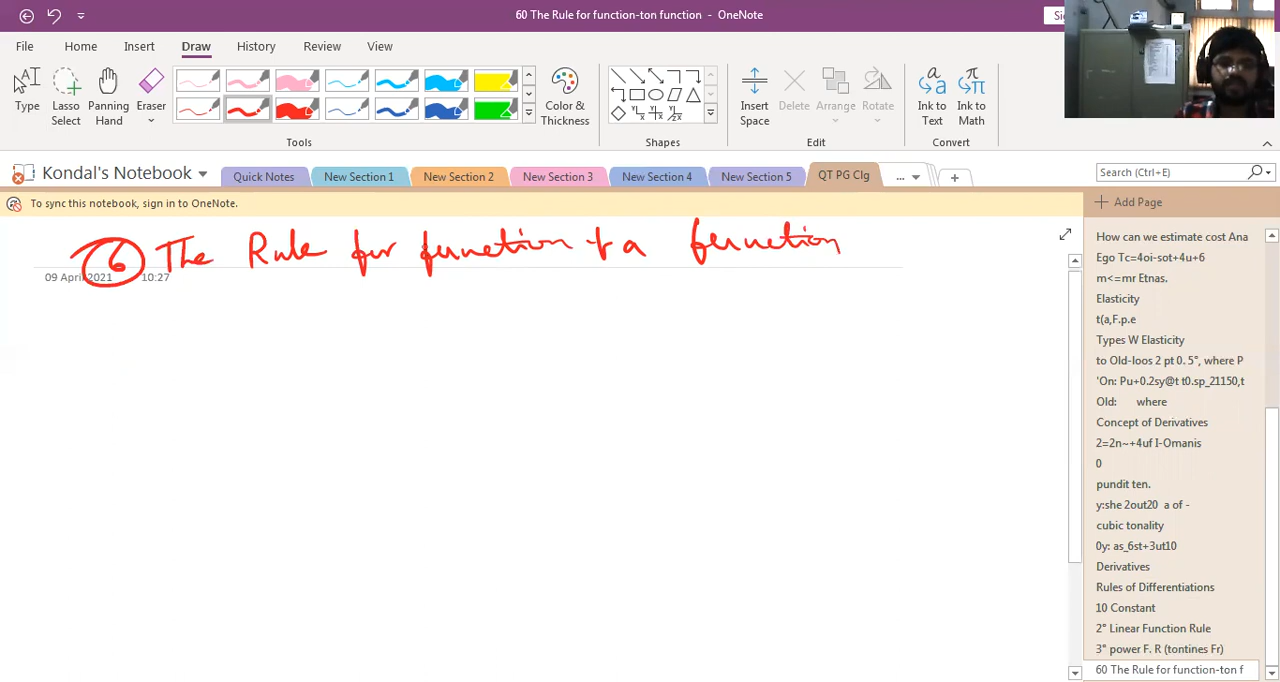 60 The Rule for function-ton function - OneNote
File Home Insert Draw History Review View
Type
Lasso Select
Panning Hand
Eraser
Color & Thickness
Insert Space
Delete
Arrange
Rotate
Ink to Text
Ink to Math
Tools
Shapes
Edit
Convert
Kondal's Notebook
Quick Notes
New Section 1
New Section 2
New Section 3
New Section 4
New Section 5
QT PG Clg
...
Search (Ctrl+E)
To sync this notebook, sign in to OneNote.
Add Page
6 The Rule for function of a function
09 April 2021 10:27
How can we estimate cost Ana
Ego Tc=4oi-sot+4u+6
m<=mr Etnas.
Elasticity
t(a,F.p.e
Types W Elasticity
to Old-loos 2 pt 0. 5°, where P
'On: Pu+0.2sy@t t0.sp_21150,t
Old: where
Concept of Derivatives
2=2n~+4uf I-Omanis
0
pundit ten.
y:she 2out20 a of -
cubic tonality
0y: as_6st+3ut10
Derivatives
Rules of Differentiations
10 Constant
2° Linear Function Rule
3° power F. R (tontines Fr)
60 The Rule for function-ton f